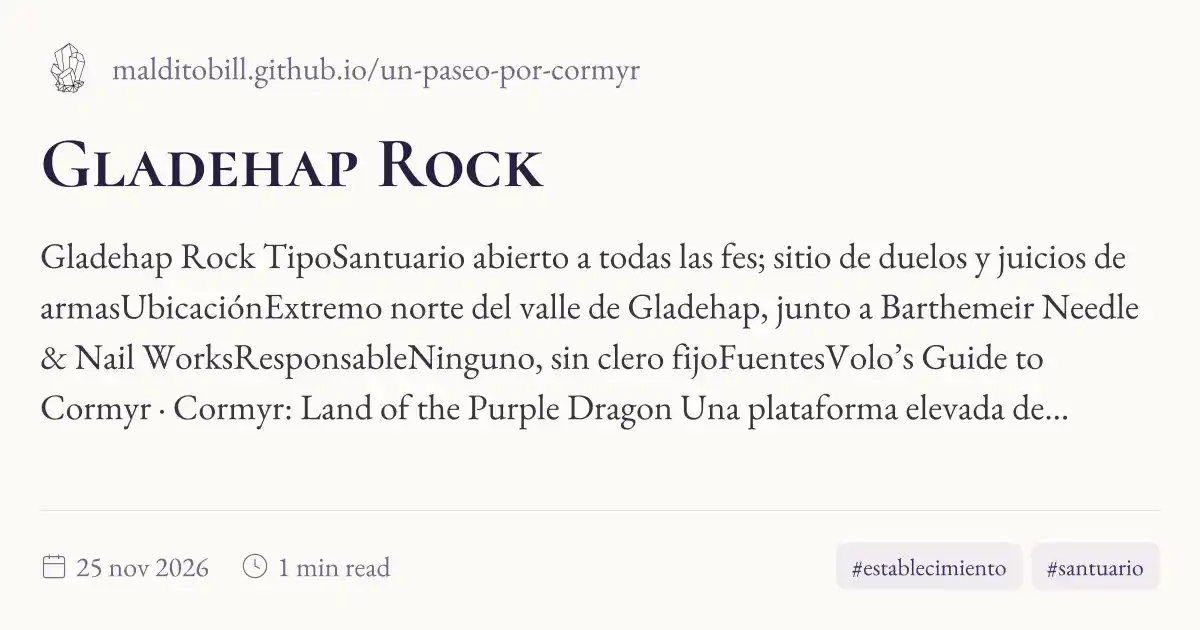 malditobill.github.io/un-paseo-por-cormyr
Gladehap Rock
Gladehap Rock TipoSantuario abierto a todas las fes; sitio de duelos y juicios de
armasUbicaciónExtremo norte del valle de Gladehap, junto a Barthemeir Needle
& Nail WorksResponsableNinguno, sin clero fijoFuentesVolo’s Guide to
Cormyr · Cormyr: Land of the Purple Dragon Una plataforma elevada de...
25 nov 2026
1 min read
#establecimiento
#santuario